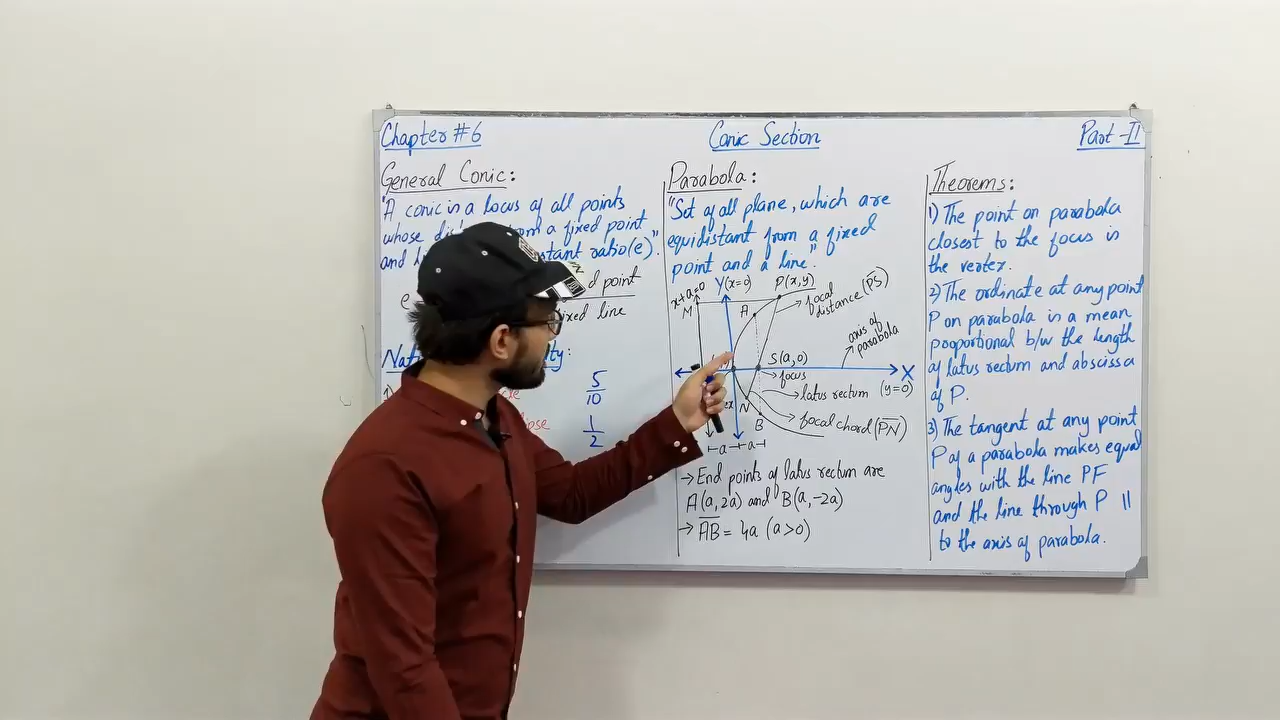 Chapter #6
Conic Section
Part -II
General Conic:
"A conic is a locus of all points
whose from a fixed point
and constant ratio(e)."
e
fixed point
fixed line
Nat
5
10
1
2
Parabola:
"Set of all plane, which are
equidistant from a fixed
point and a line."
x+a=0
Y(x=0)
P(x,y)
M
A
focal
distance (PS)
axis of
parabola
S(a,0)
focus
X
(y=0)
latus rectum
N
B
focal chord (PN)
a
a
→ End points of latus rectum are
A(a,2a) and B(a,-2a)
→ AB = 4a (a>0)
Theorems:
1) The point on parabola
closest to the focus is
the vertex.
2) The ordinate at any point
P on parabola is a mean
proportional b/w the length
of latus rectum and abscissa
of P.
3) The tangent at any point
P of a parabola makes equal
angles with the line PF
and the line through P ||
to the axis of parabola.